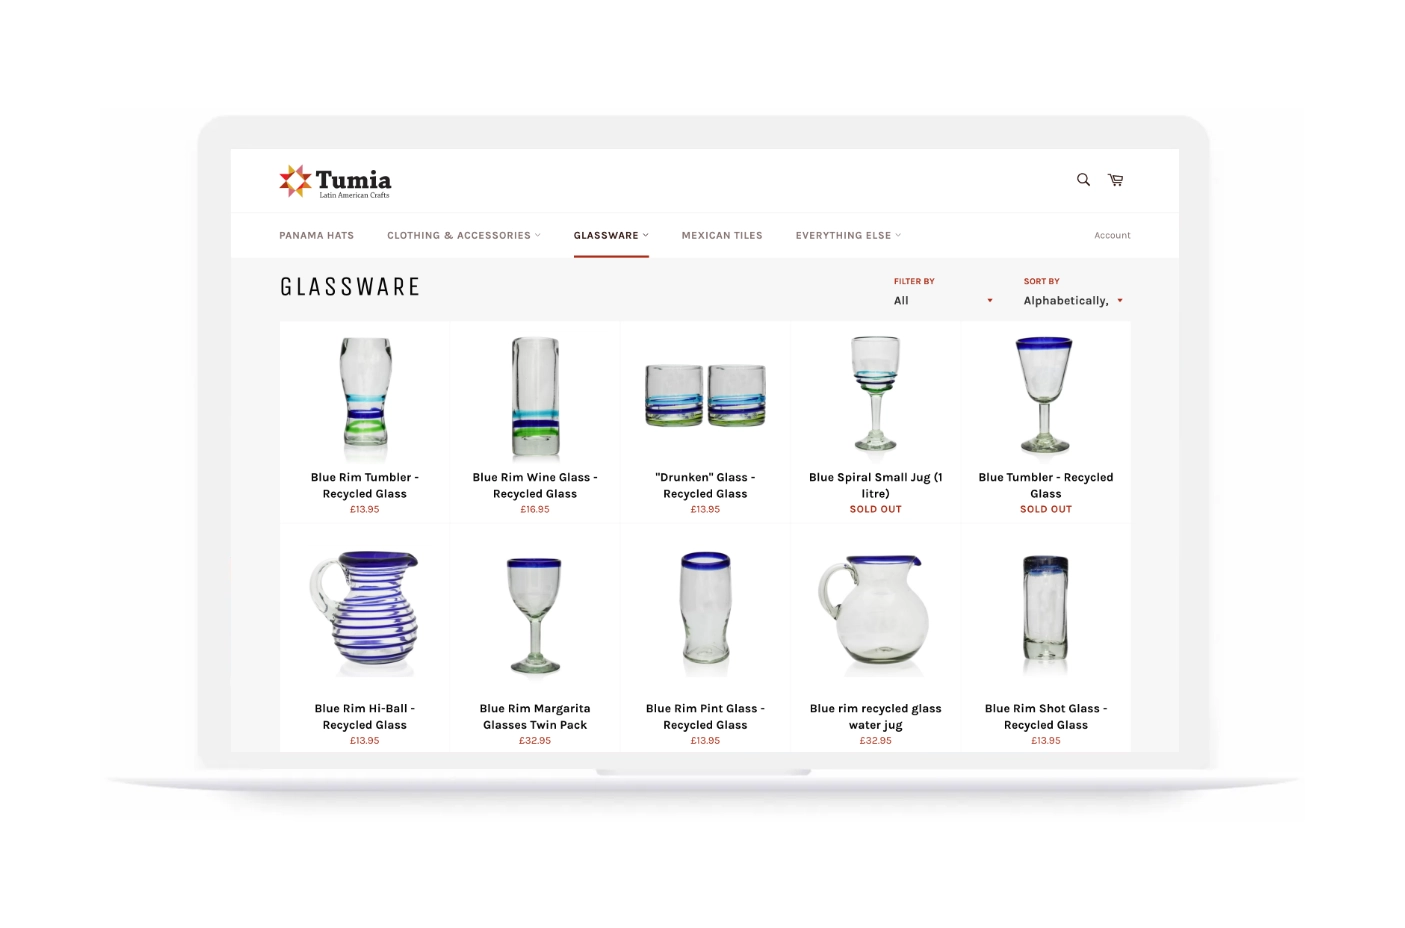 Tumia
Latin American Crafts
PANAMA HATS
CLOTHING & ACCESSORIES
GLASSWARE
MEXICAN TILES
EVERYTHING ELSE
Account
GLASSWARE
FILTER BY
All
SORT BY
Alphabetically,
Blue Rim Tumbler -
Recycled Glass
£13.95
Blue Rim Wine Glass -
Recycled Glass
£16.95
"Drunken" Glass -
Recycled Glass
£13.95
Blue Spiral Small Jug (1
litre)
SOLD OUT
Blue Tumbler - Recycled
Glass
SOLD OUT
Blue Rim Hi-Ball -
Recycled Glass
£13.95
Blue Rim Margarita
Glasses Twin Pack
£32.95
Blue Rim Pint Glass -
Recycled Glass
£13.95
Blue rim recycled glass
water jug
£32.95
Blue Rim Shot Glass -
Recycled Glass
£13.95